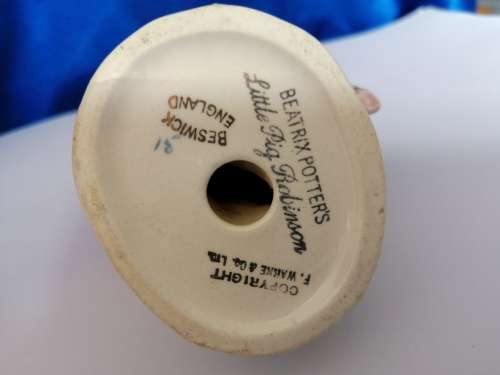 BEATRIX POTTER'S
Little Pig Robinson
COPYRIGHT
F. WARNE & Co. LTD.
BESWICK
ENGLAND